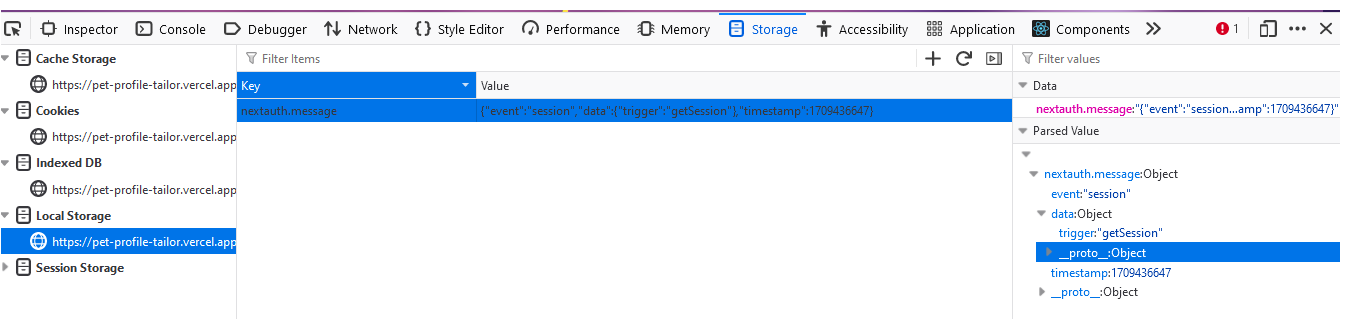 Inspector Console Debugger Network Style Editor Performance Memory Storage Accessibility Application Components 1
Cache Storage
https://pet-profile-tailor.vercel.app
Cookies
https://pet-profile-tailor.vercel.app
Indexed DB
https://pet-profile-tailor.vercel.app
Local Storage
https://pet-profile-tailor.vercel.app
Session Storage
Filter Items
Key Value
nextauth.message {"event":"session","data":{"trigger":"getSession"},"timestamp":1709436647}
Filter values
Data
nextauth.message:"{"event":"session...amp":1709436647}"
Parsed Value
nextauth.message:Object
event:"session"
data:Object
trigger:"getSession"
__proto__:Object
timestamp:1709436647
__proto__:Object